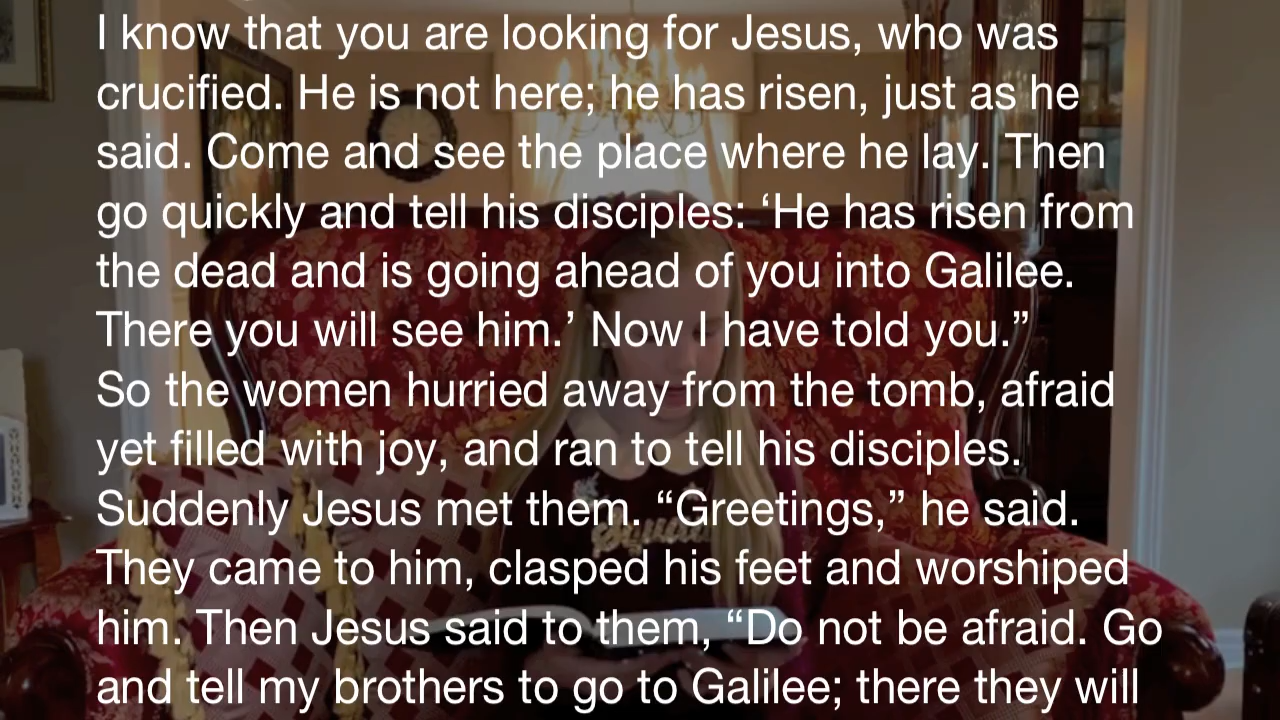 I know that you are looking for Jesus, who was
crucified. He is not here; he has risen, just as he
said. Come and see the place where he lay. Then
go quickly and tell his disciples: ‘He has risen from
the dead and is going ahead of you into Galilee.
There you will see him.’ Now I have told you.”
So the women hurried away from the tomb, afraid
yet filled with joy, and ran to tell his disciples.
Suddenly Jesus met them. “Greetings,” he said.
They came to him, clasped his feet and worshiped
him. Then Jesus said to them, “Do not be afraid. Go
and tell my brothers to go to Galilee; there they will